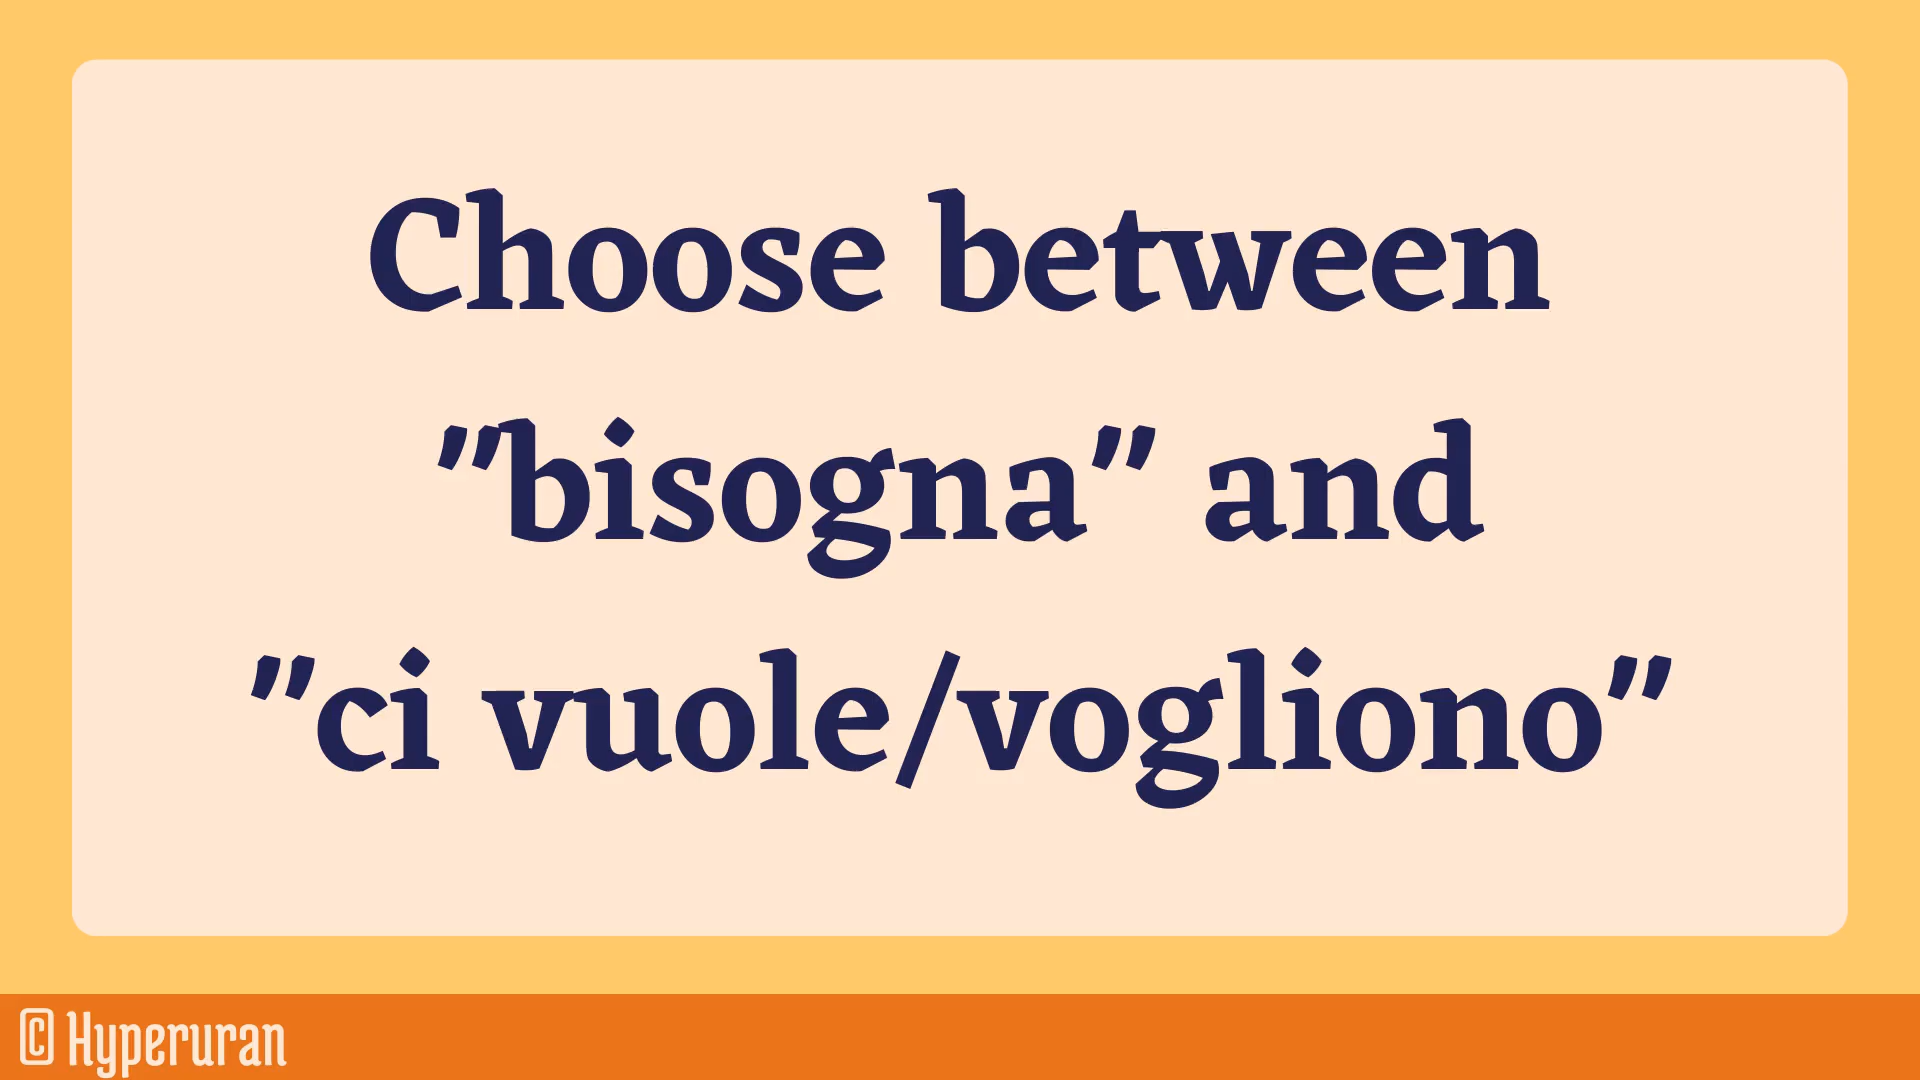 Choose between
"bisogna" and
"ci vuole/vogliono"
© Hyperuran